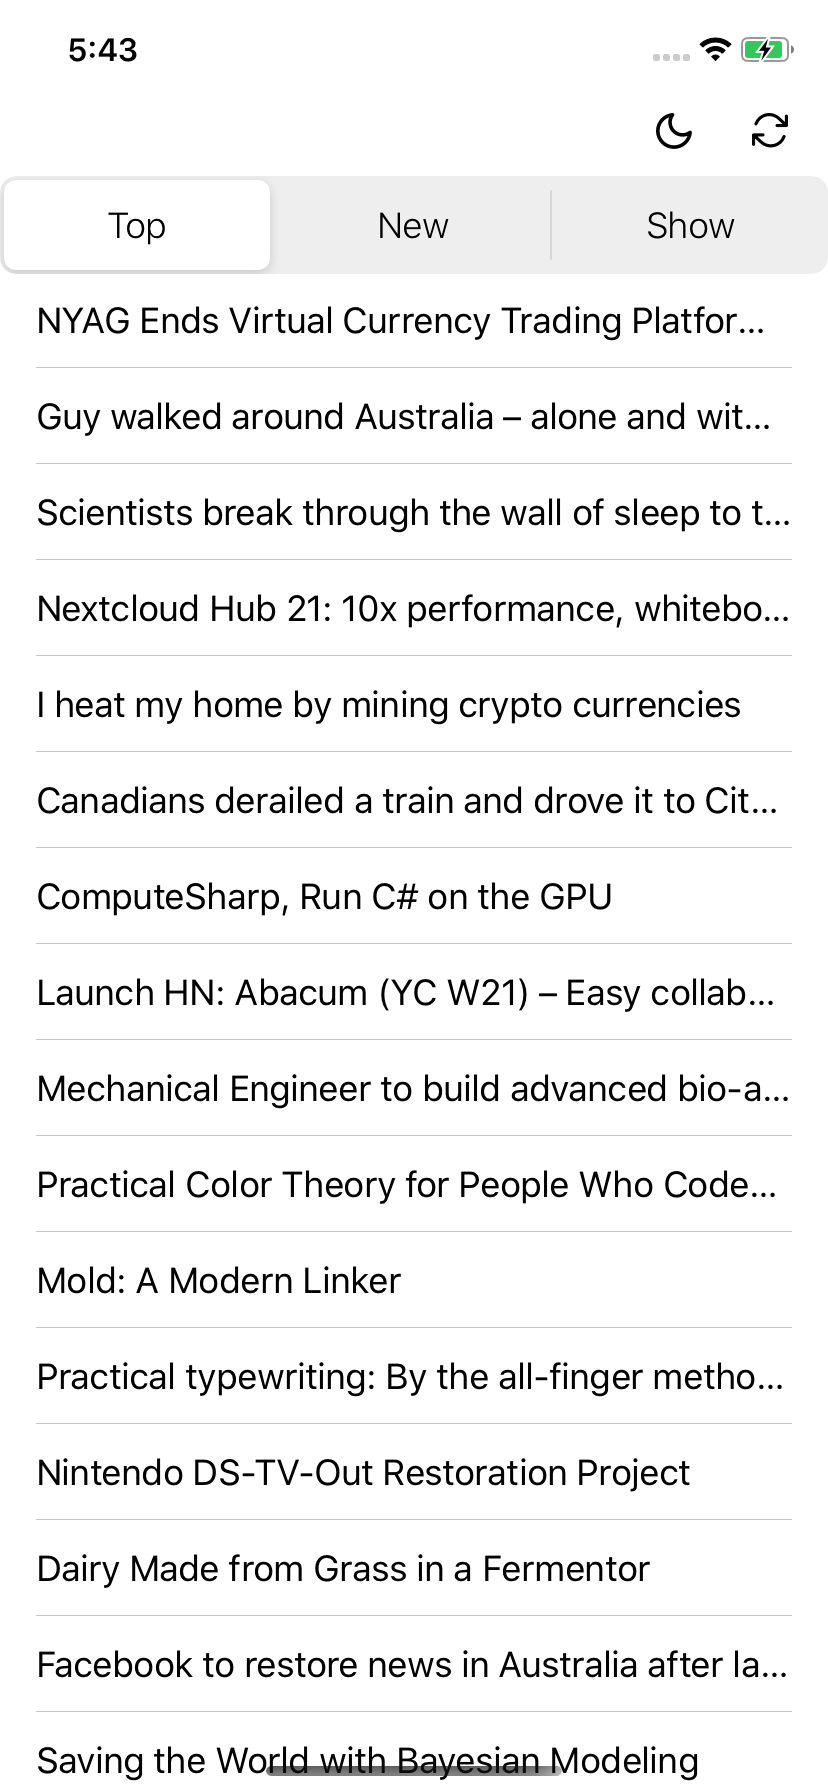 5:43
Top
New
Show
NYAG Ends Virtual Currency Trading Platfor...
Guy walked around Australia – alone and wit...
Scientists break through the wall of sleep to t...
Nextcloud Hub 21: 10x performance, whitebo...
I heat my home by mining crypto currencies
Canadians derailed a train and drove it to Cit...
ComputeSharp, Run C# on the GPU
Launch HN: Abacum (YC W21) – Easy collab...
Mechanical Engineer to build advanced bio-a...
Practical Color Theory for People Who Code...
Mold: A Modern Linker
Practical typewriting: By the all-finger metho...
Nintendo DS-TV-Out Restoration Project
Dairy Made from Grass in a Fermentor
Facebook to restore news in Australia after la...
Saving the World with Bayesian Modeling